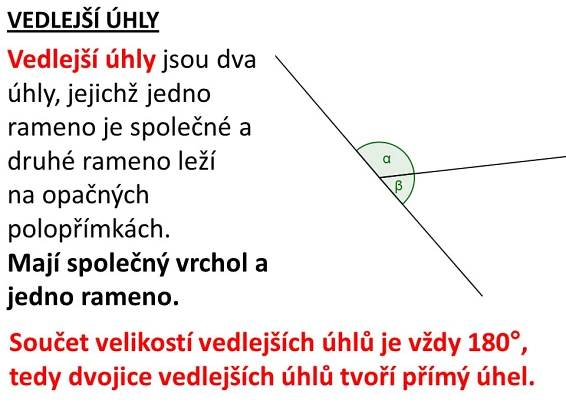 VEDLEJŠÍ ÚHLY
Vedlejší úhly jsou dva
úhly, jejichž jedno
rameno je společné a
druhé rameno leží
na opačných
polopřímkách.
Mají společný vrchol a
jedno rameno.
α
β
Součet velikostí vedlejších úhlů je vždy 180°,
tedy dvojice vedlejších úhlů tvoří přímý úhel.